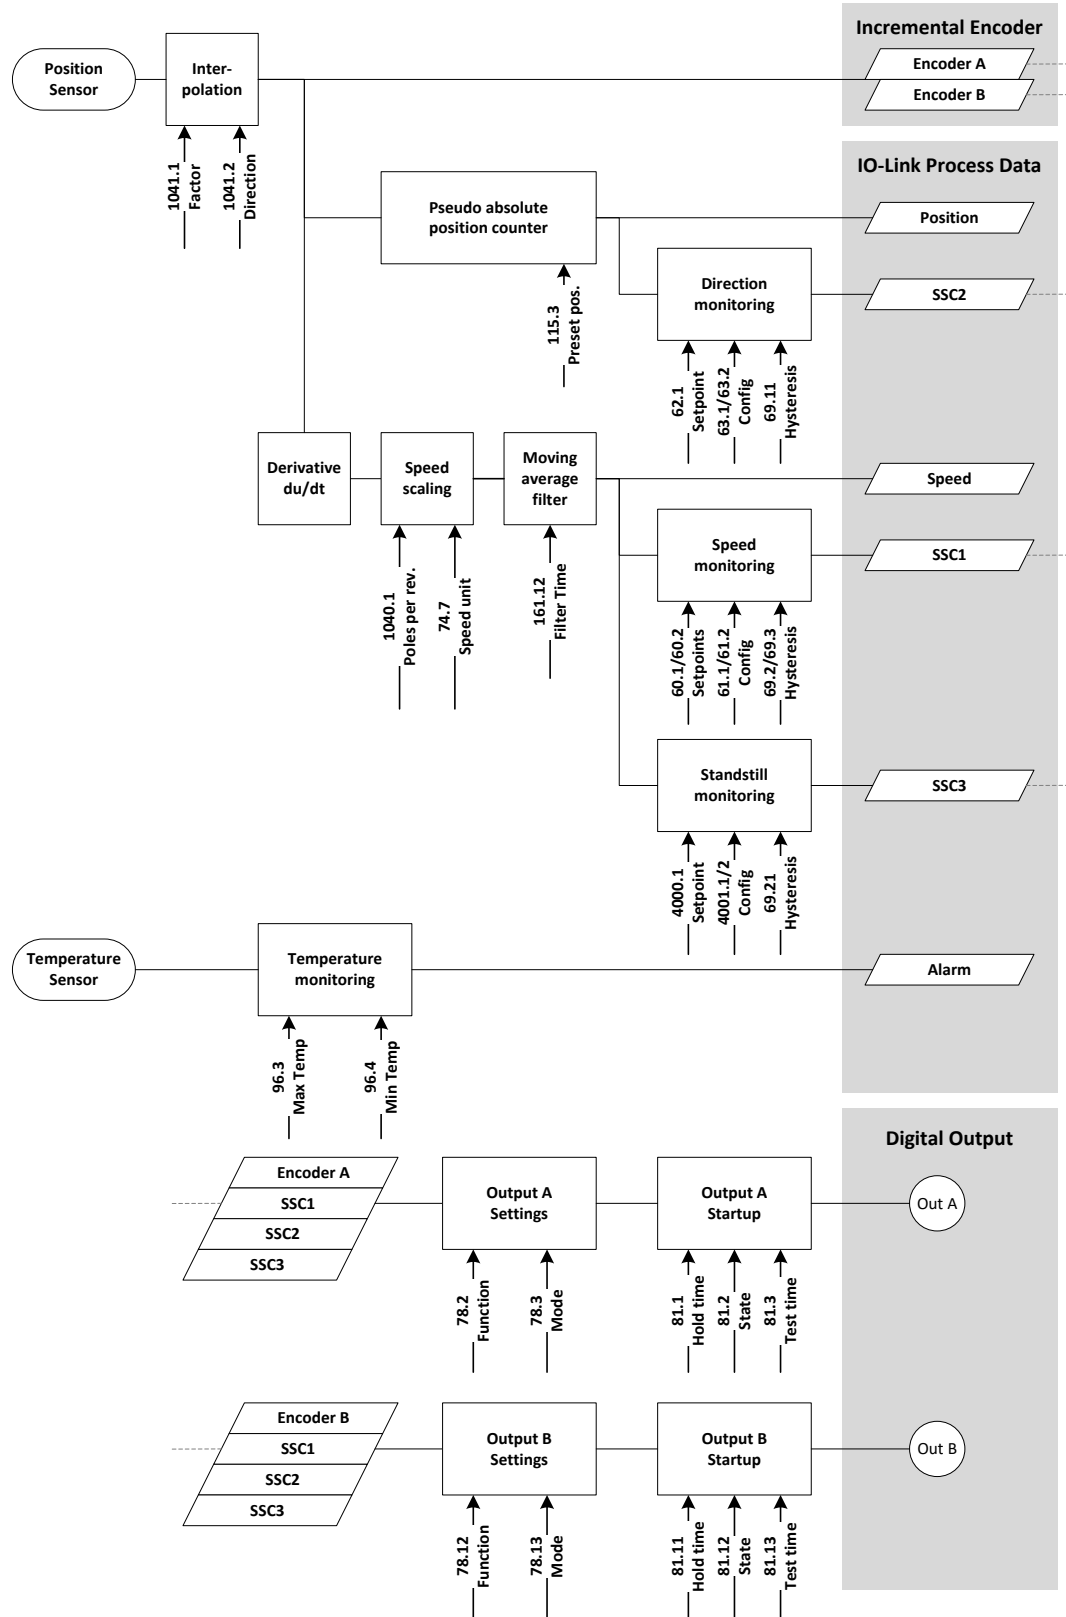 Incremental Encoder
Position
Sensor
Inter-
polation
Encoder A
Encoder B
1041.1
Factor
1041.2
Direction
IO-Link Process Data
Pseudo absolute
position counter
Position
115.3
Preset pos.
Direction
monitoring
SSC2
62.1
Setpoint
63.1/63.2
Config
69.11
Hysteresis
Derivative
du/dt
Speed
scaling
Moving
average
filter
Speed
1040.1
Poles per rev.
74.7
Speed unit
161.12
Filter Time
Speed
monitoring
SSC1
60.1/60.2
Setpoints
61.1/61.2
Config
69.2/69.3
Hysteresis
Standstill
monitoring
SSC3
4000.1
Setpoint
4001.1/2
Config
69.21
Hysteresis
Temperature
Sensor
Temperature
monitoring
Alarm
96.3
Max Temp
96.4
Min Temp
Digital Output
Encoder A
SSC1
SSC2
SSC3
Output A
Settings
Output A
Startup
Out A
78.2
Function
78.3
Mode
81.1
Hold time
81.2
State
81.3
Test time
Encoder B
SSC1
SSC2
SSC3
Output B
Settings
Output B
Startup
Out B
78.12
Function
78.13
Mode
81.11
Hold time
81.12
State
81.13
Test time